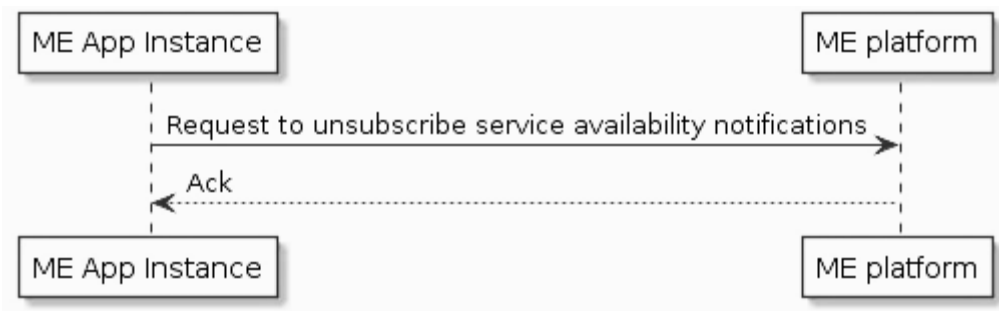 ME App Instance
ME platform
Request to unsubscribe service availability notifications
Ack
ME App Instance
ME platform